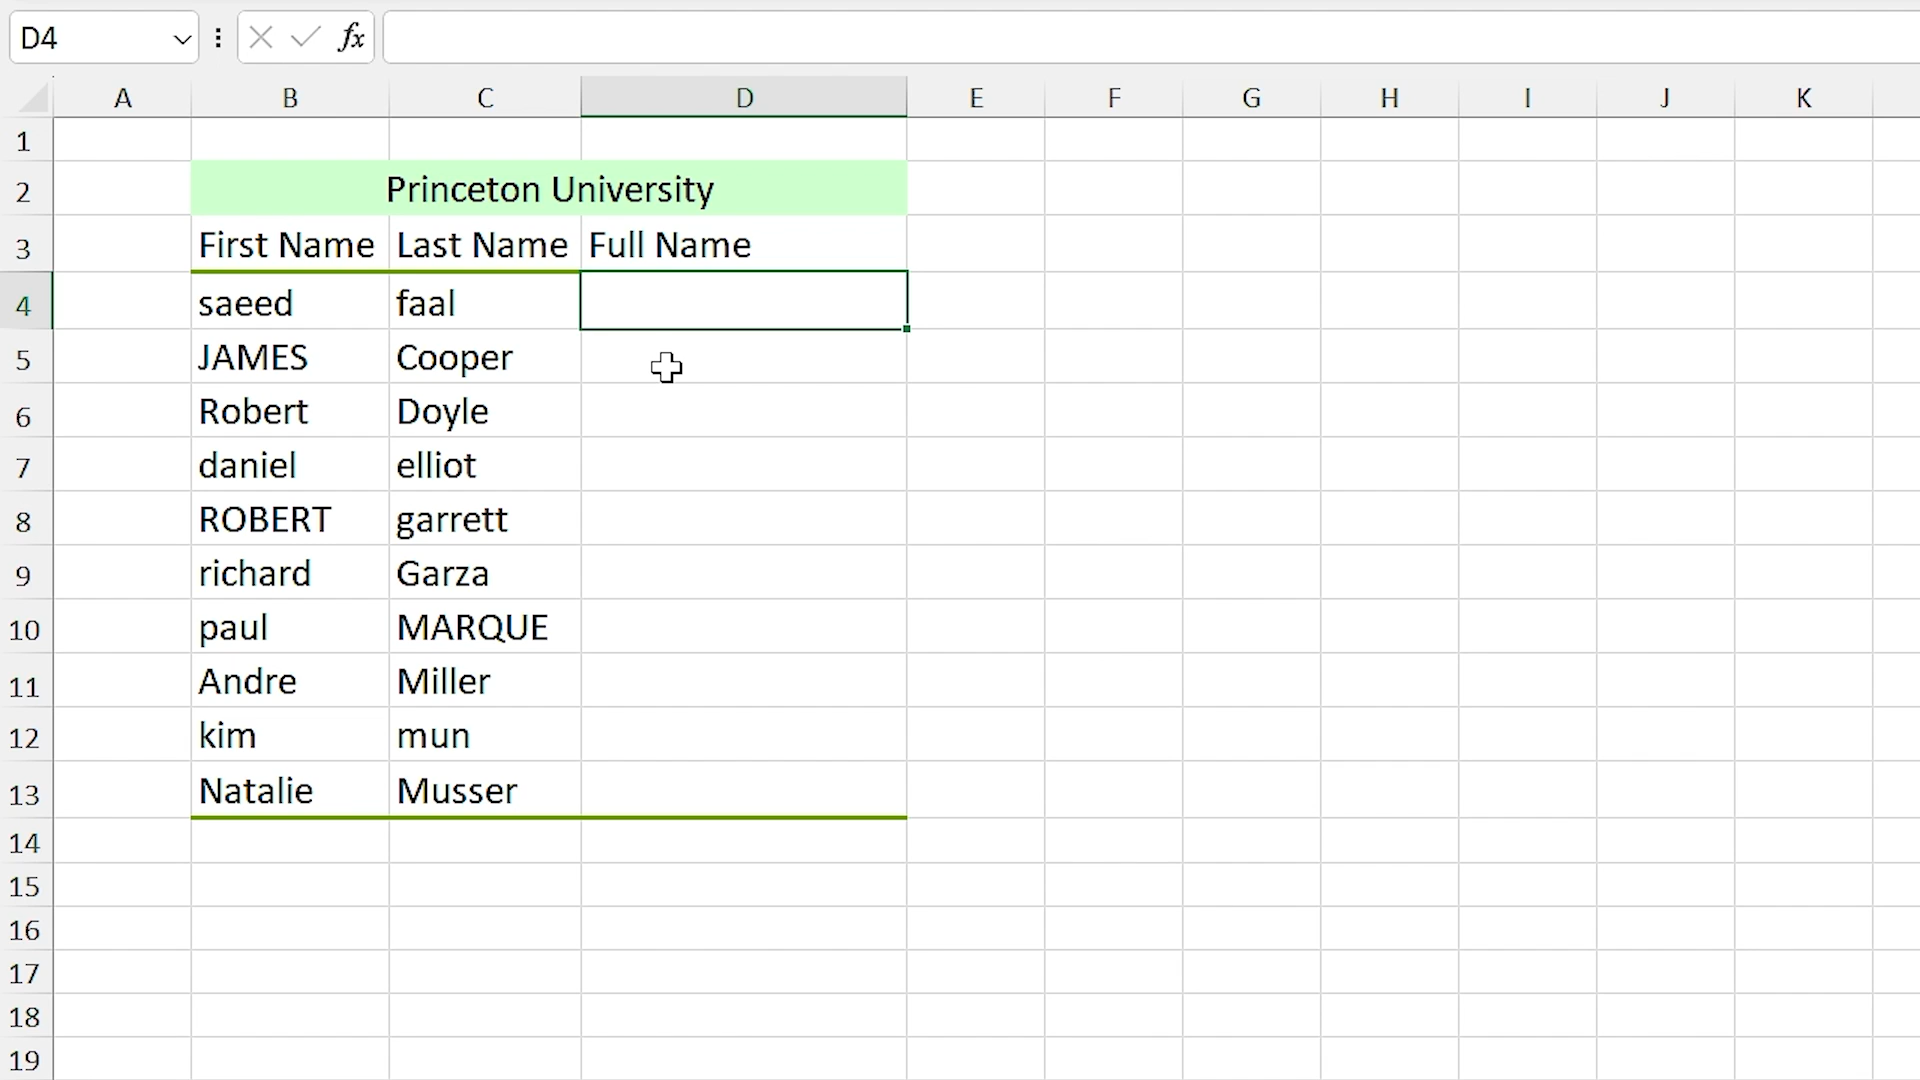 D4 fx
A B C D E F G H I J K
1
2 Princeton University
3 First Name Last Name Full Name
4 saeed faal
5 JAMES Cooper
6 Robert Doyle
7 daniel elliot
8 ROBERT garrett
9 richard Garza
10 paul MARQUE
11 Andre Miller
12 kim mun
13 Natalie Musser
14
15
16
17
18
19